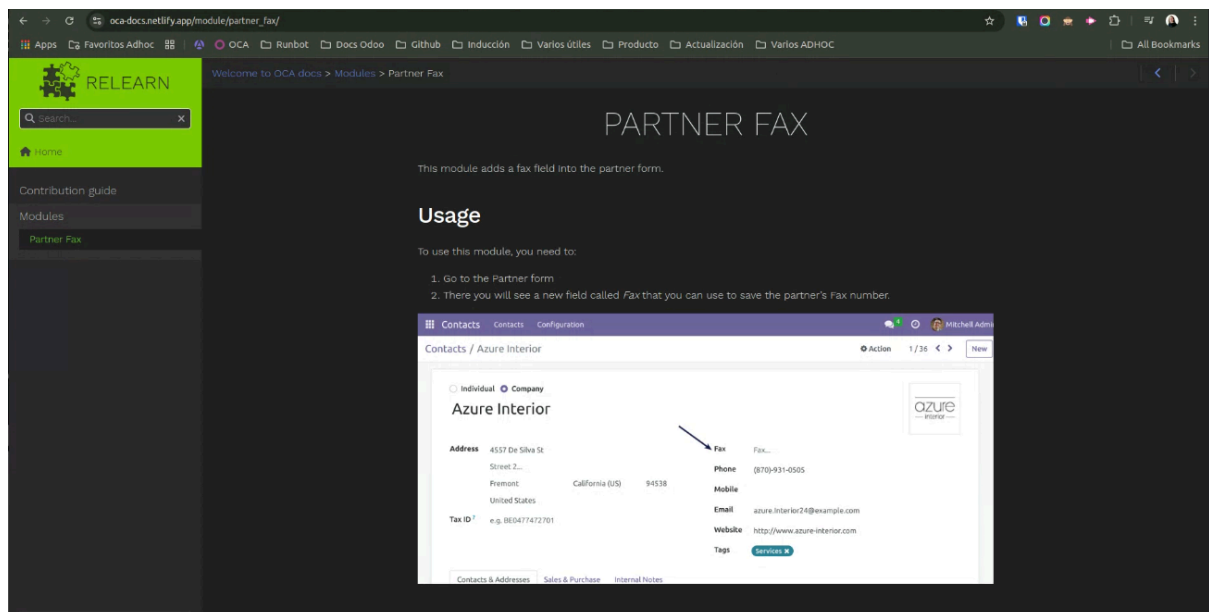 oca-docs.netlify.app/module/partner_fax/
Apps Favoritos Adhoc OCA Runbot Docs Odoo Github Inducción Varios útiles Producto Actualización Varios ADHOC All Bookmarks
RELEARN
Welcome to OCA docs > Modules > Partner Fax
Search...
Home
Contribution guide
Modules
Partner Fax
PARTNER FAX
This module adds a fax field into the partner form.
Usage
To use this module, you need to:
1. Go to the Partner form
2. There you will see a new field called Fax that you can use to save the partner's Fax number.
Contacts Contacts Configuration Mitchell Admi
Contacts / Azure Interior Action 1 / 36 New
Individual Company
Azure Interior
azure
interior
Address 4557 De Silva St Fax Fax...
Street 2... Phone (870)-931-0505
Fremont California (US) 94538 Mobile
United States Email azure.Interior24@example.com
Tax ID ? e.g. BE0477472701 Website http://www.azure-interior.com
Tags Services
Contacts & Addresses Sales & Purchase Internal Notes